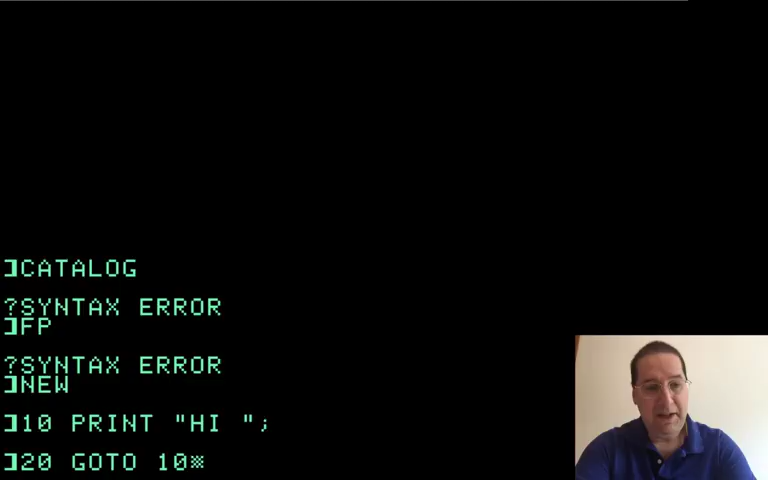 ]CATALOG
?SYNTAX ERROR
]FP
?SYNTAX ERROR
]NEW
]10 PRINT "HI ";
]20 GOTO 10